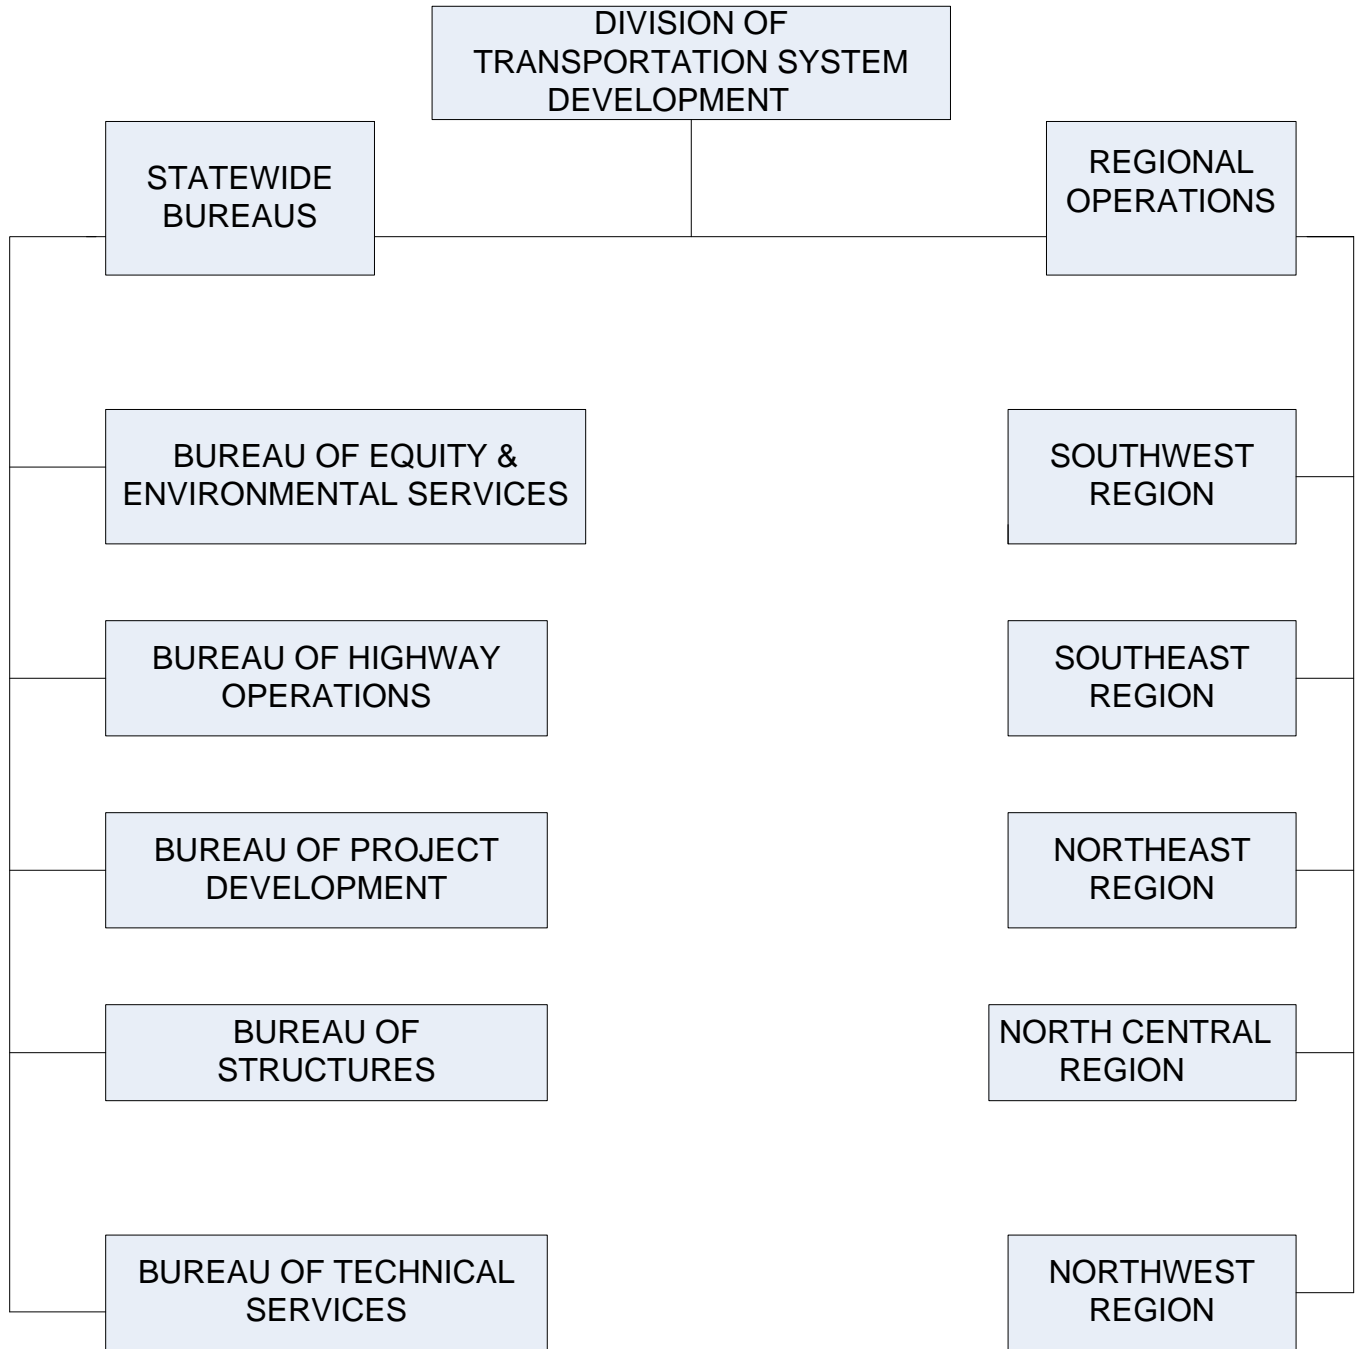 DIVISION OF
TRANSPORTATION SYSTEM
DEVELOPMENT
STATEWIDE
BUREAUS
REGIONAL
OPERATIONS
BUREAU OF EQUITY &
ENVIRONMENTAL SERVICES
SOUTHWEST
REGION
BUREAU OF HIGHWAY
OPERATIONS
SOUTHEAST
REGION
BUREAU OF PROJECT
DEVELOPMENT
NORTHEAST
REGION
BUREAU OF
STRUCTURES
NORTH CENTRAL
REGION
BUREAU OF TECHNICAL
SERVICES
NORTHWEST
REGION